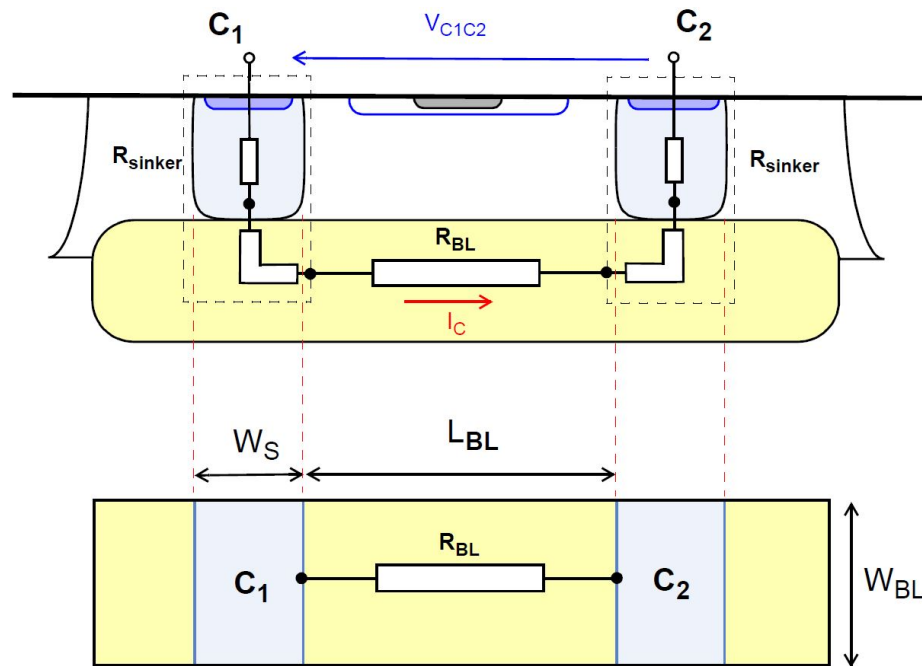 C1
VC1C2
C2
Rsinker
Rsinker
RBL
IC
WS
LBL
RBL
C1
C2
WBL